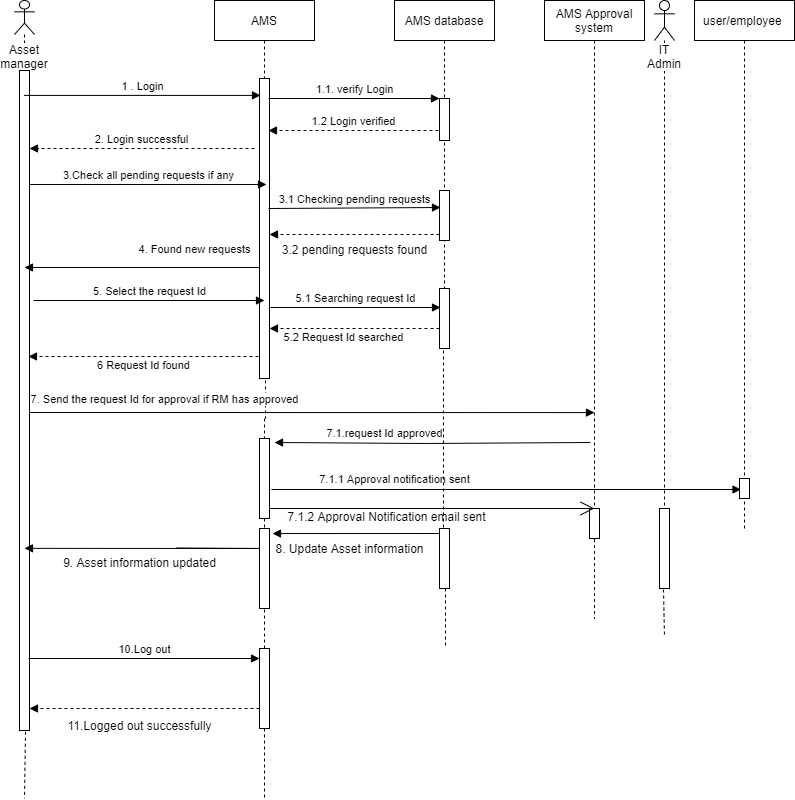 AMS
AMS database
AMS Approval
system
user/employee
Asset
manager
IT
Admin
1 . Login
1.1. verify Login
1.2 Login verified
2. Login successful
3.Check all pending requests if any
3.1 Checking pending requests
3.2 pending requests found
4. Found new requests
5. Select the request Id
5.1 Searching request Id
5.2 Request Id searched
6 Request Id found
7. Send the request Id for approval if RM has approved
7.1.request Id approved
7.1.1 Approval notification sent
7.1.2 Approval Notification email sent
8. Update Asset information
9. Asset information updated
10.Log out
11.Logged out successfully